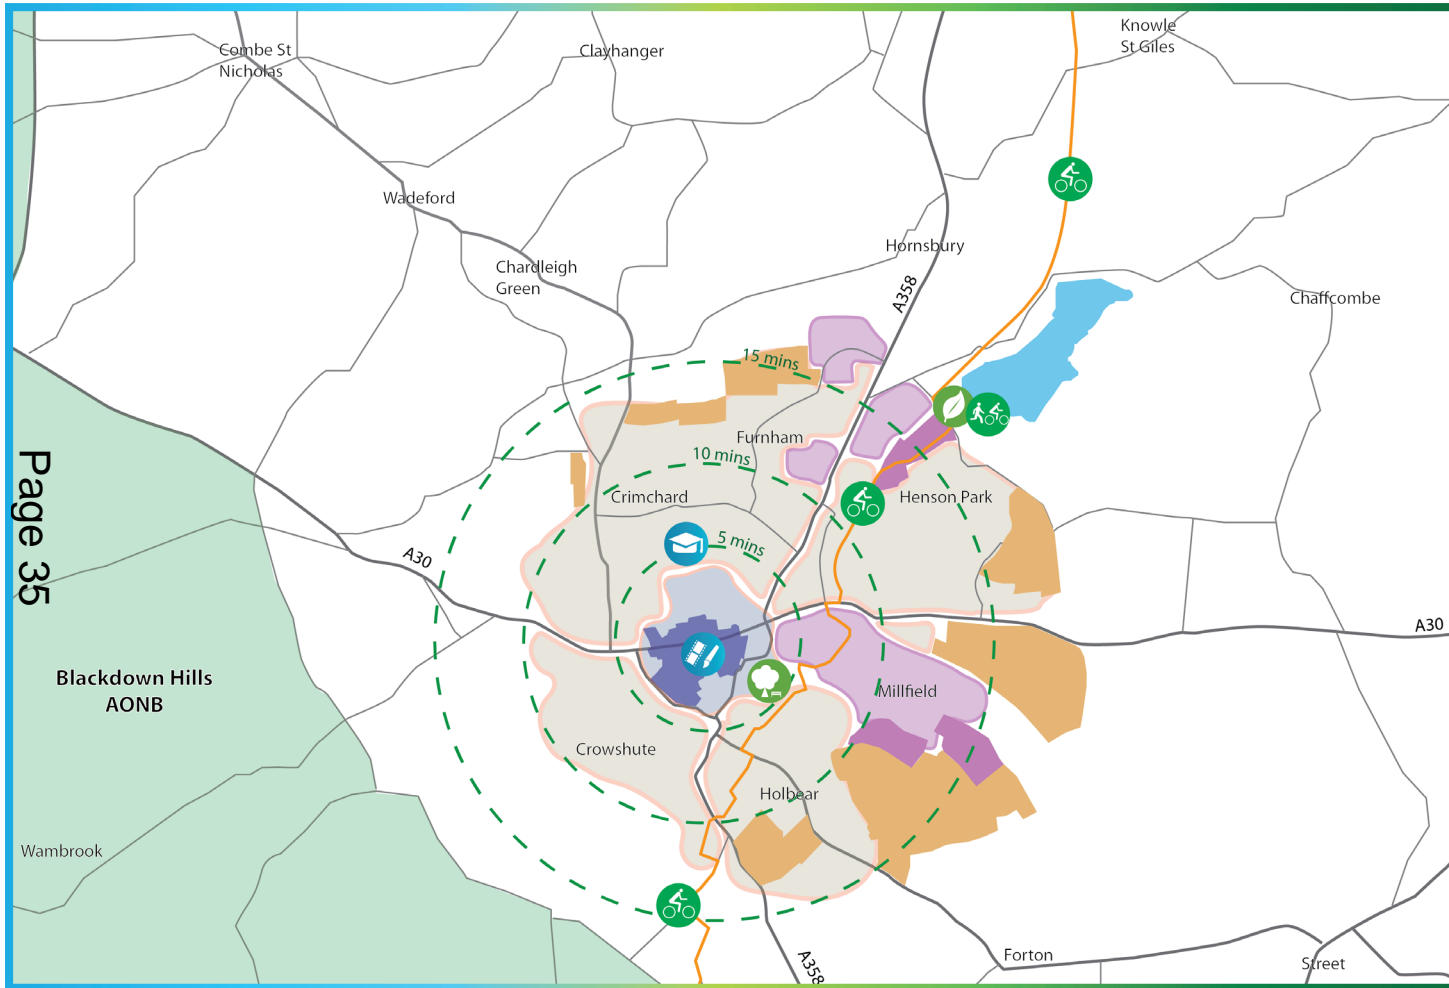 Knowle
St Giles
Combe St
Nicholas
Clayhanger
Wadeford
Hornsbury
Chardleigh
Green
A358
Chaffcombe
15 mins
Furnham
10 mins
Page 35
Crimchard
Henson Park
5 mins
A30
A30
Blackdown Hills
AONB
Millfield
Crowshute
Holbear
Wambrook
Forton
A358
Street